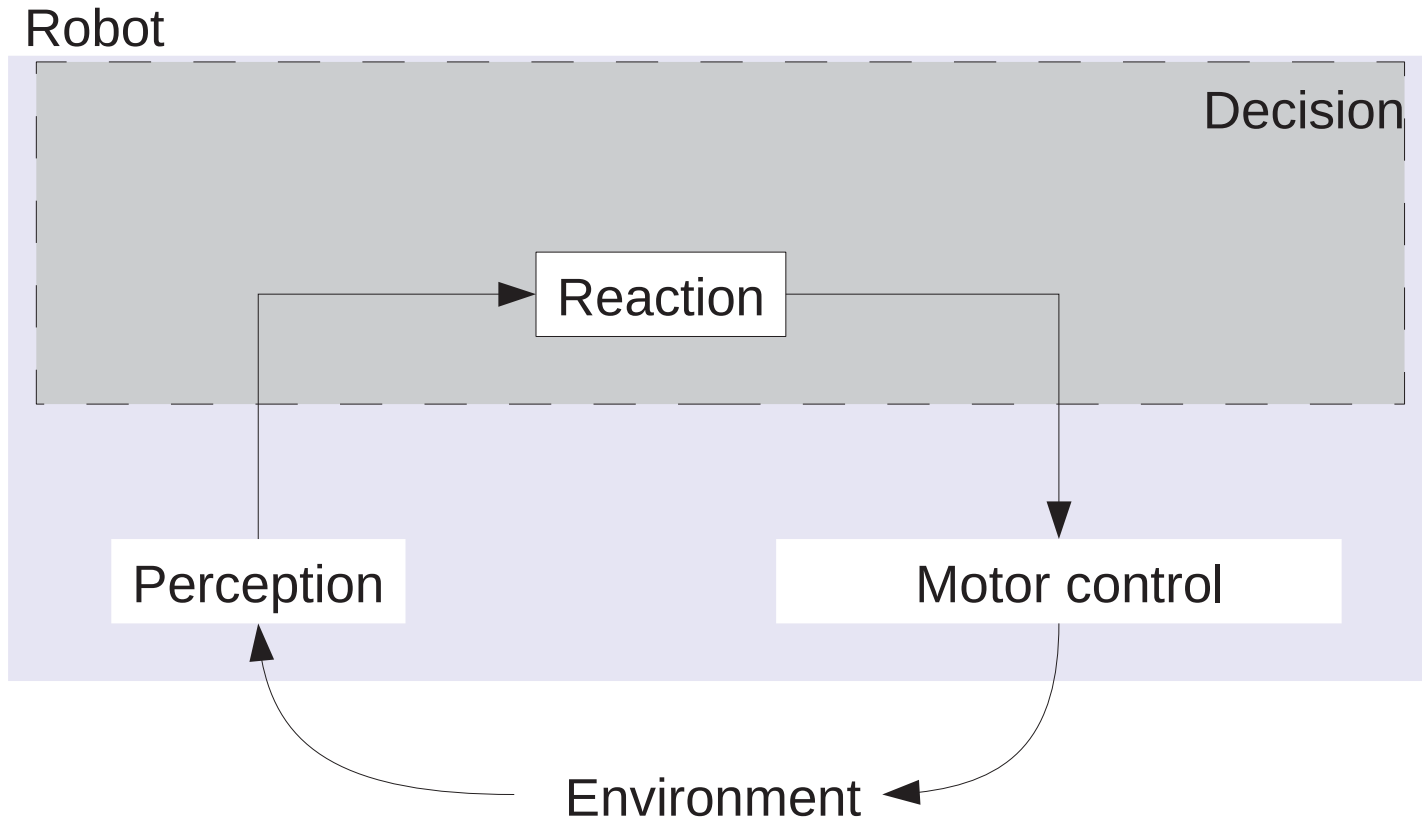 Robot
Decision
Reaction
Perception
Motor control
Environment